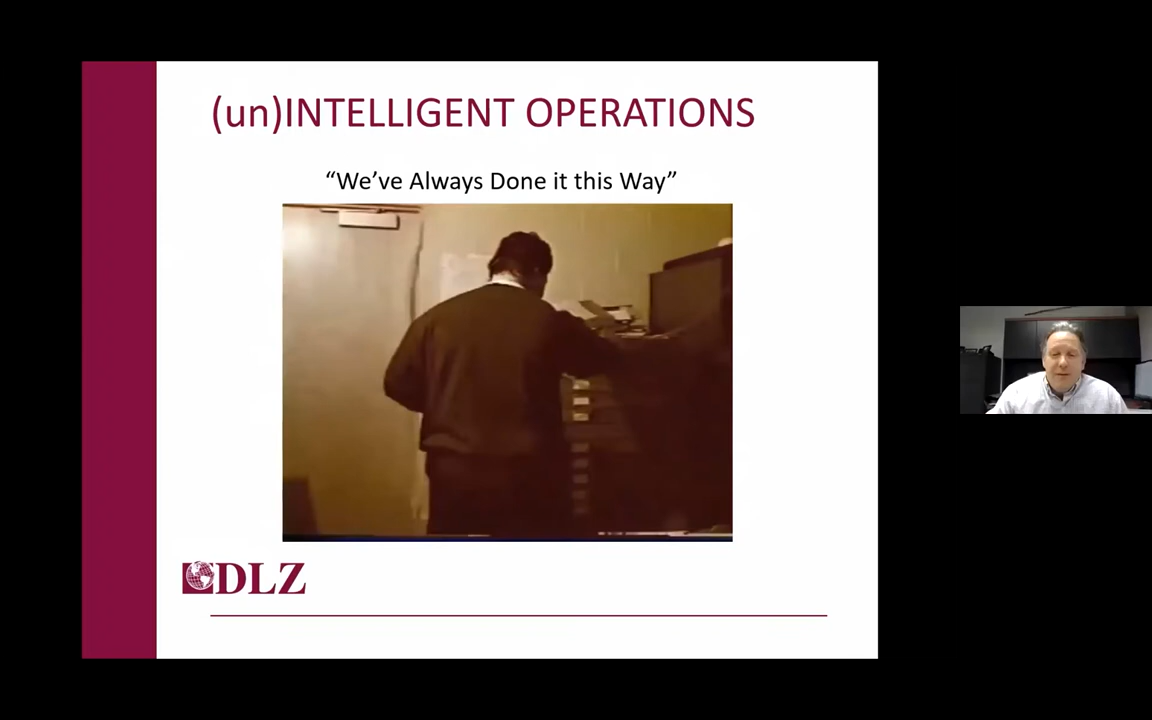 (un)INTELLIGENT OPERATIONS
“We’ve Always Done it this Way”
DLZ